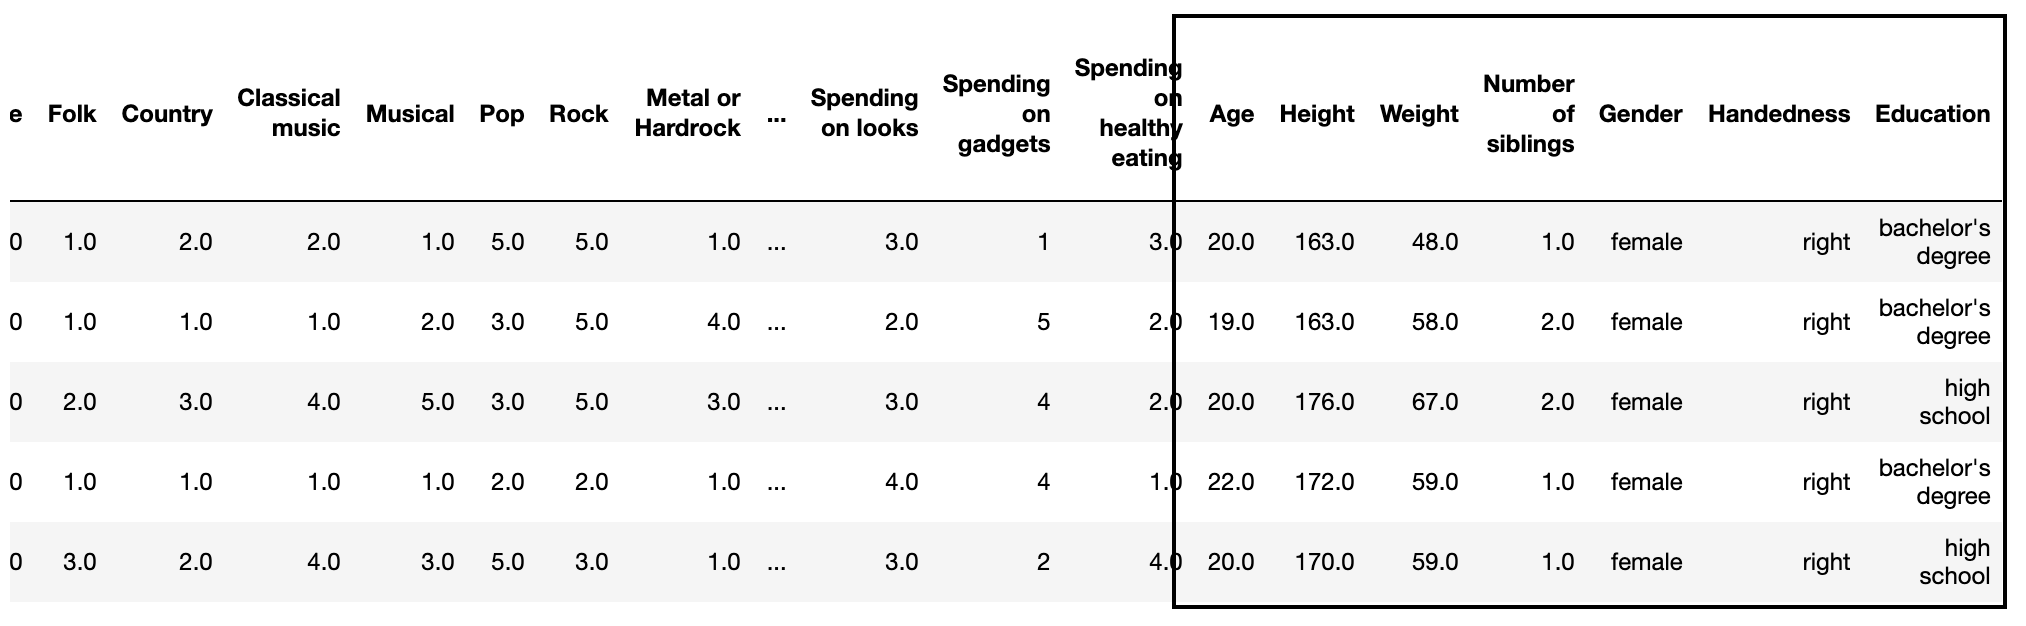 e Folk Country Classical music Musical Pop Rock Metal or Hardrock ... Spending on looks Spending on gadgets Spending on healthy eating Age Height Weight Number of siblings Gender Handedness Education
0 1.0 2.0 2.0 1.0 5.0 5.0 1.0 ... 3.0 1 3.0 20.0 163.0 48.0 1.0 female right bachelor's degree
0 1.0 1.0 1.0 2.0 3.0 5.0 4.0 ... 2.0 5 2.0 19.0 163.0 58.0 2.0 female right bachelor's degree
0 2.0 3.0 4.0 5.0 3.0 5.0 3.0 ... 3.0 4 2.0 20.0 176.0 67.0 2.0 female right high school
0 1.0 1.0 1.0 1.0 2.0 2.0 1.0 ... 4.0 4 1.0 22.0 172.0 59.0 1.0 female right bachelor's degree
0 3.0 2.0 4.0 3.0 5.0 3.0 1.0 ... 3.0 2 4.0 20.0 170.0 59.0 1.0 female right high school